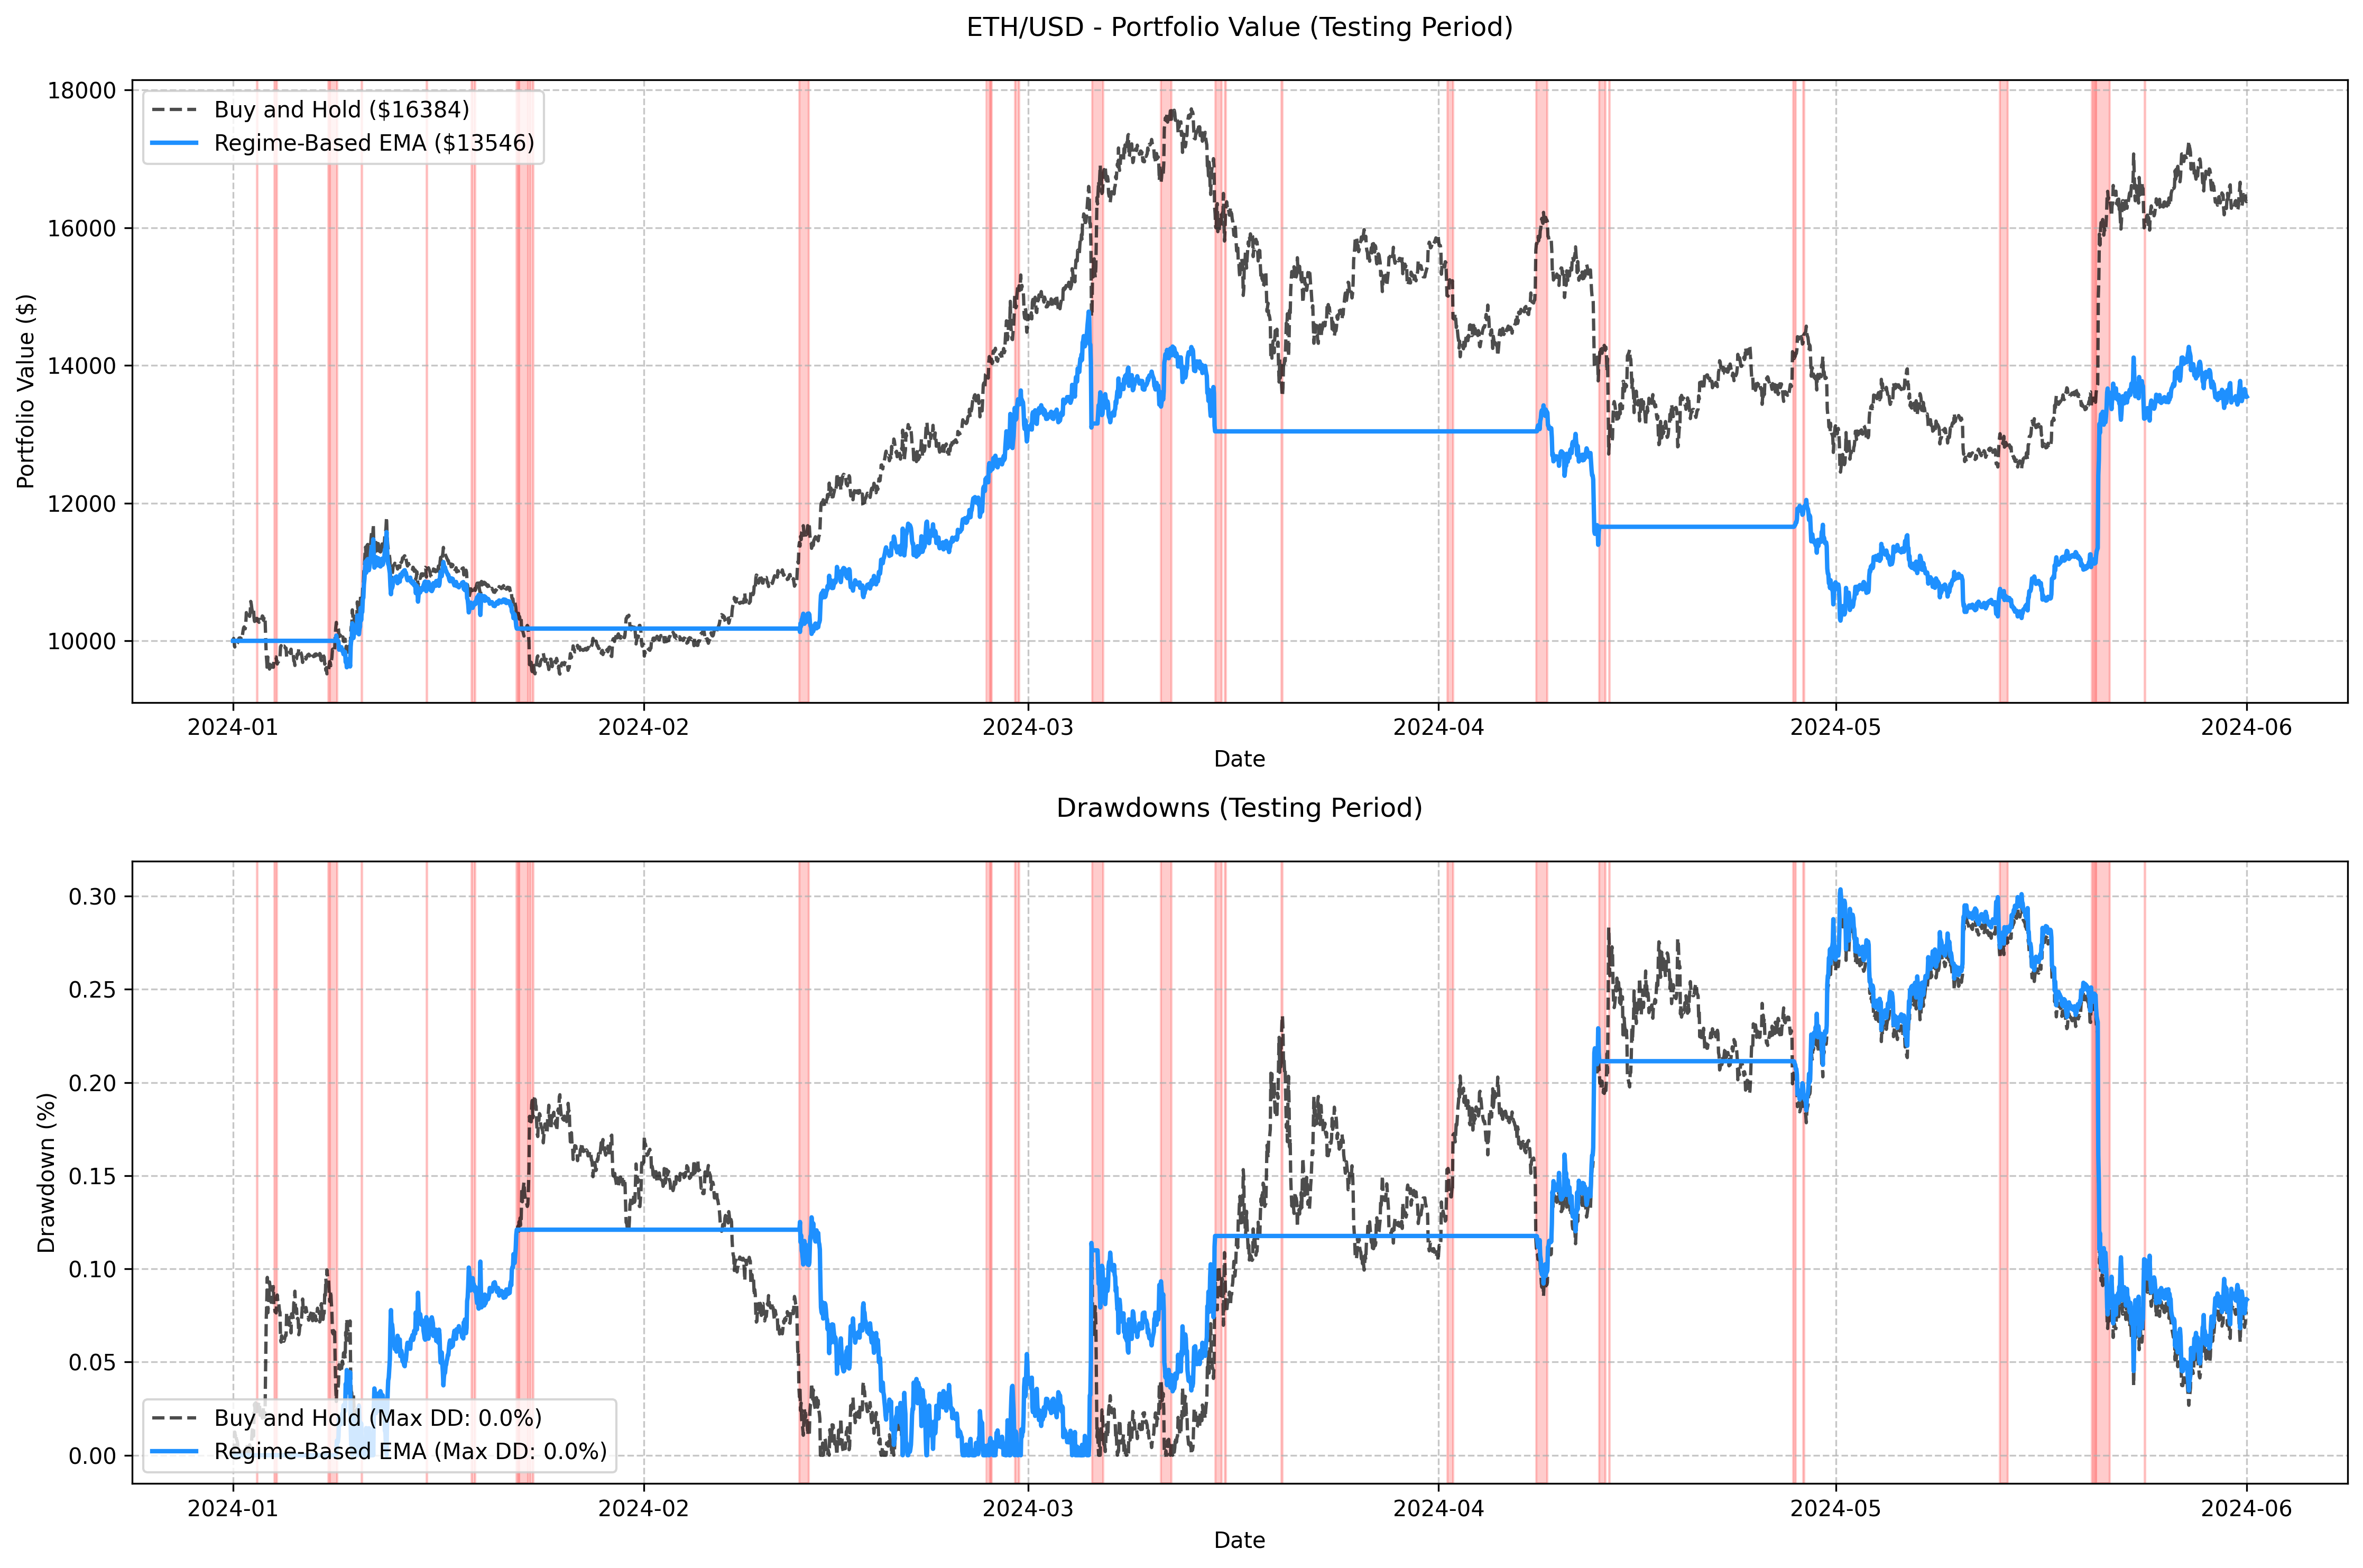 ETH/USD - Portfolio Value (Testing Period)
18000
16000
14000
12000
10000
Portfolio Value ($)
Buy and Hold ($16384)
Regime-Based EMA ($13546)
2024-01
2024-02
2024-03
2024-04
2024-05
2024-06
Date
Drawdowns (Testing Period)
0.30
0.25
0.20
0.15
0.10
0.05
0.00
Drawdown (%)
Buy and Hold (Max DD: 0.0%)
Regime-Based EMA (Max DD: 0.0%)
2024-01
2024-02
2024-03
2024-04
2024-05
2024-06
Date